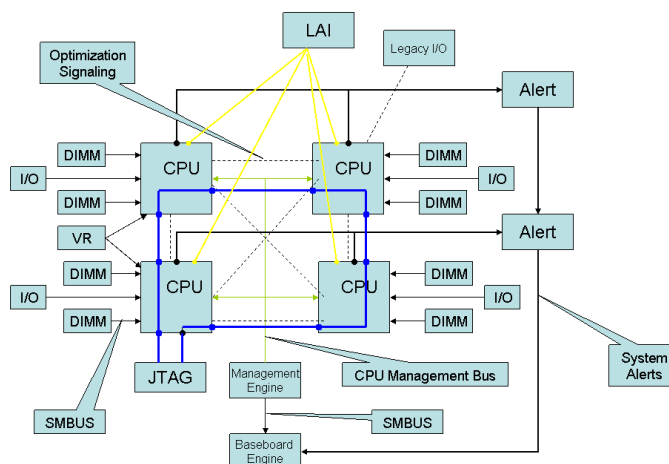 LAI
Optimization
Signaling
Legacy I/O
Alert
DIMM
CPU
CPU
DIMM
I/O
I/O
DIMM
DIMM
VR
Alert
DIMM
CPU
CPU
DIMM
I/O
I/O
DIMM
DIMM
JTAG
Management
Engine
CPU Management Bus
System
Alerts
SMBUS
SMBUS
Baseboard
Engine